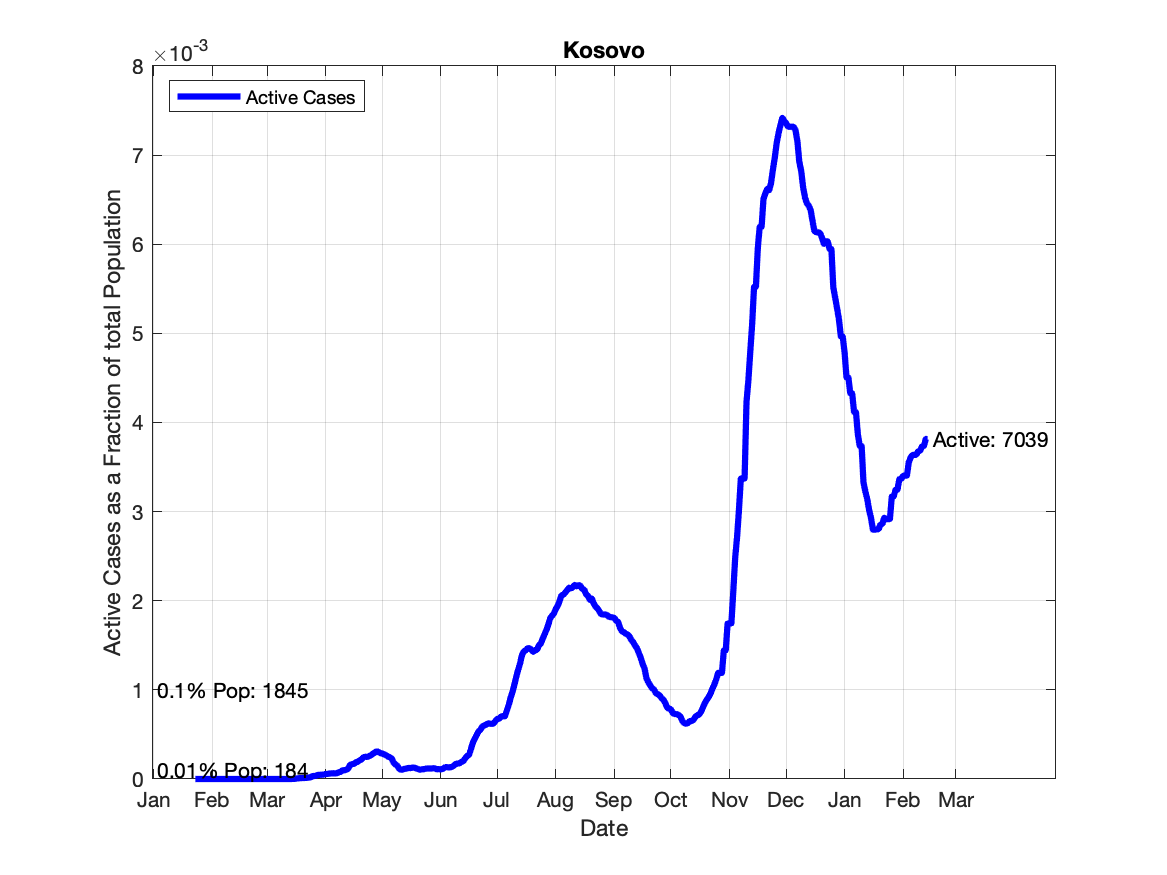 Kosovo
×10-3
Active Cases
8
7
6
5
4
3
2
1
0
Active Cases as a Fraction of total Population
Active: 7039
0.1% Pop: 1845
0.01% Pop: 184
Jan Feb Mar Apr May Jun Jul Aug Sep Oct Nov Dec Jan Feb Mar
Date